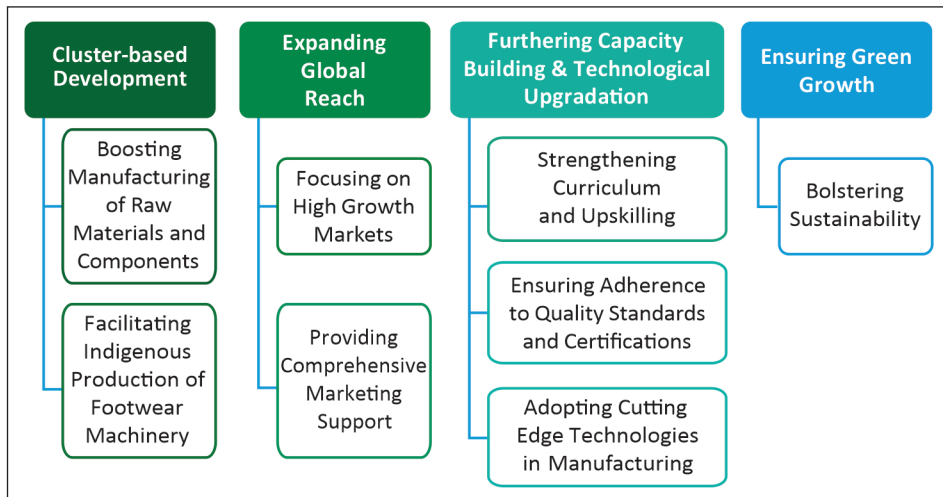 Cluster-based
Development
Boosting
Manufacturing
of Raw
Materials and
Components
Facilitating
Indigenous
Production of
Footwear
Machinery
Expanding
Global
Reach
Focusing on
High Growth
Markets
Providing
Comprehensive
Marketing
Support
Furthering Capacity
Building & Technological
Upgradation
Strengthening
Curriculum
and Upskilling
Ensuring Adherence
to Quality Standards
and Certifications
Adopting Cutting
Edge Technologies
in Manufacturing
Ensuring Green
Growth
Bolstering
Sustainability